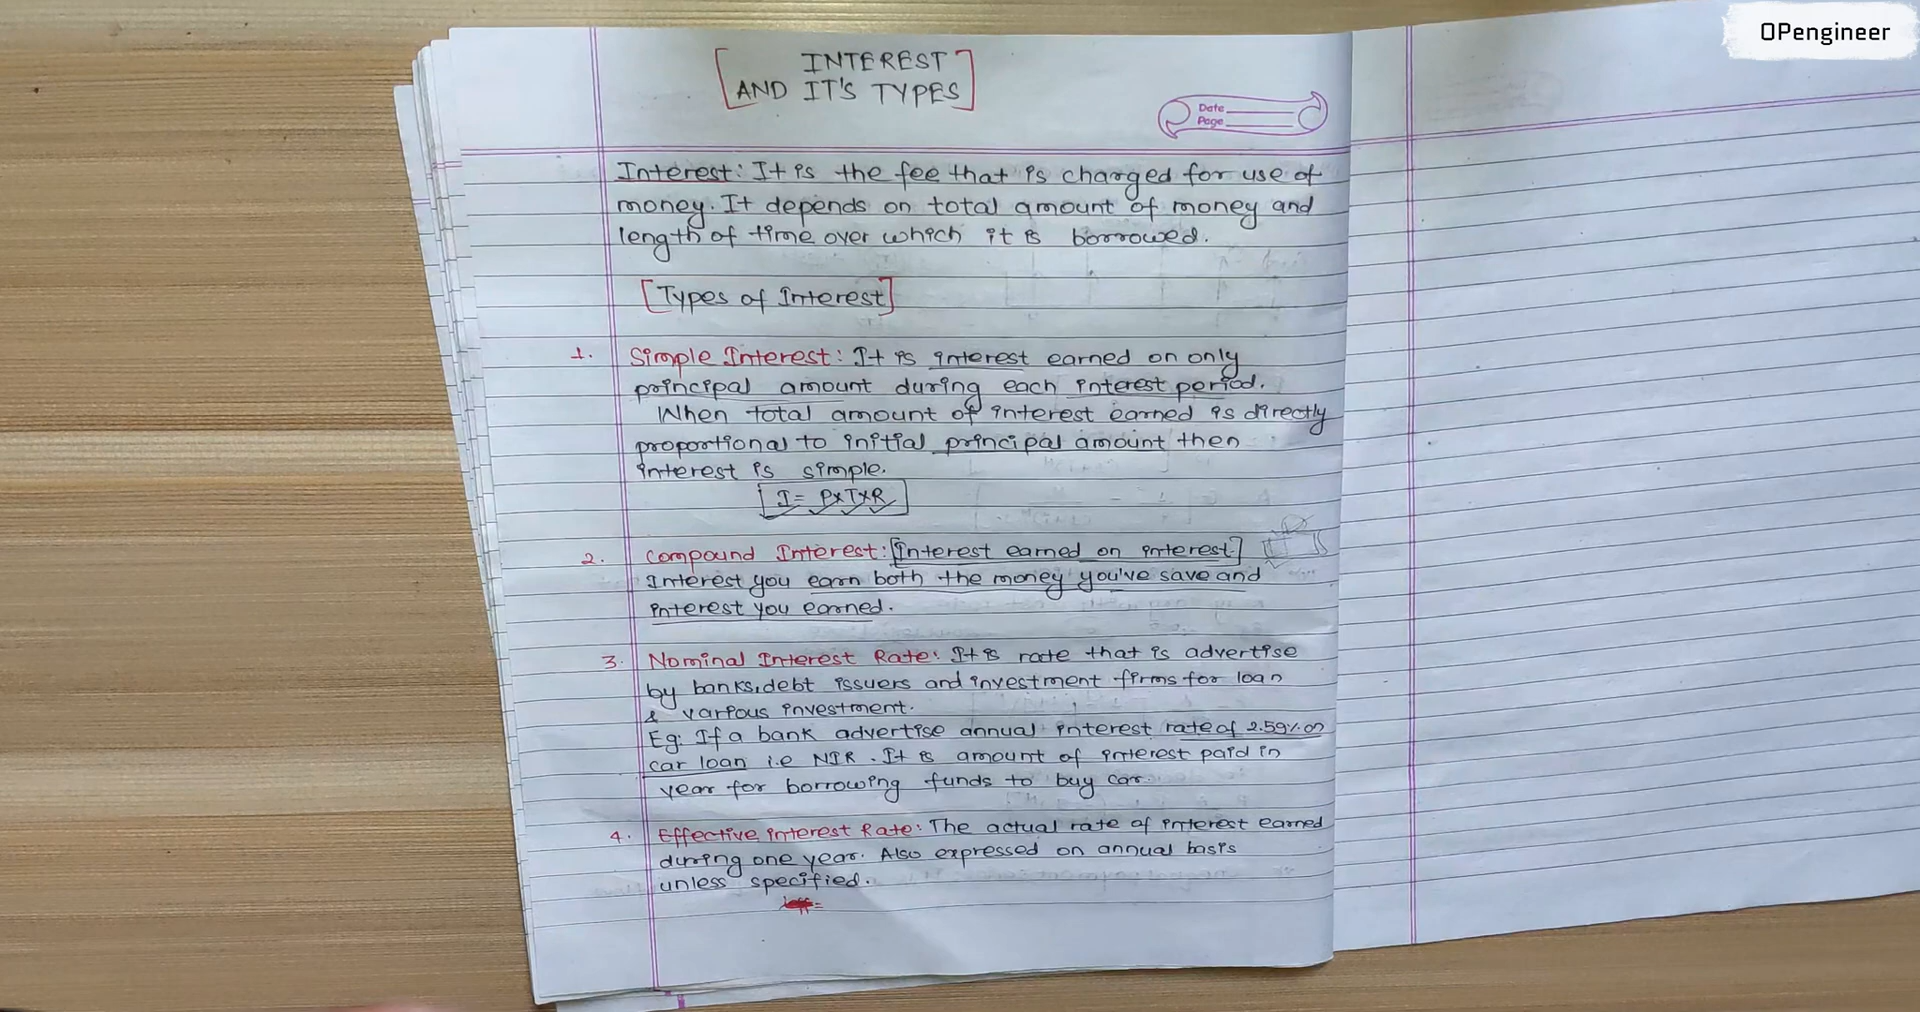 OPengineer
INTEREST
AND IT'S TYPES
Date
Page
Interest: It is the fee that is charged for use of
money. It depends on total amount of money and
length of time over which it is borrowed.
[Types of Interest]
1. Simple Interest: It is interest earned on only
principal amount during each interest period.
When total amount of interest earned is directly
proportional to initial principal amount then
interest is simple.
I = P×T×R
2. Compound Interest: [Interest earned on interest]
Interest you earn both the money you've save and
interest you earned.
3. Nominal Interest Rate: It is rate that is advertise
by banks, debt issuers and investment firms for loan
& various investment.
Eg: If a bank advertise annual interest rate of 2.59% on
car loan i.e NIR. It is amount of interest paid in
year for borrowing funds to buy car.
4. Effective interest Rate: The actual rate of interest earned
during one year. Also expressed on annual basis
unless specified.